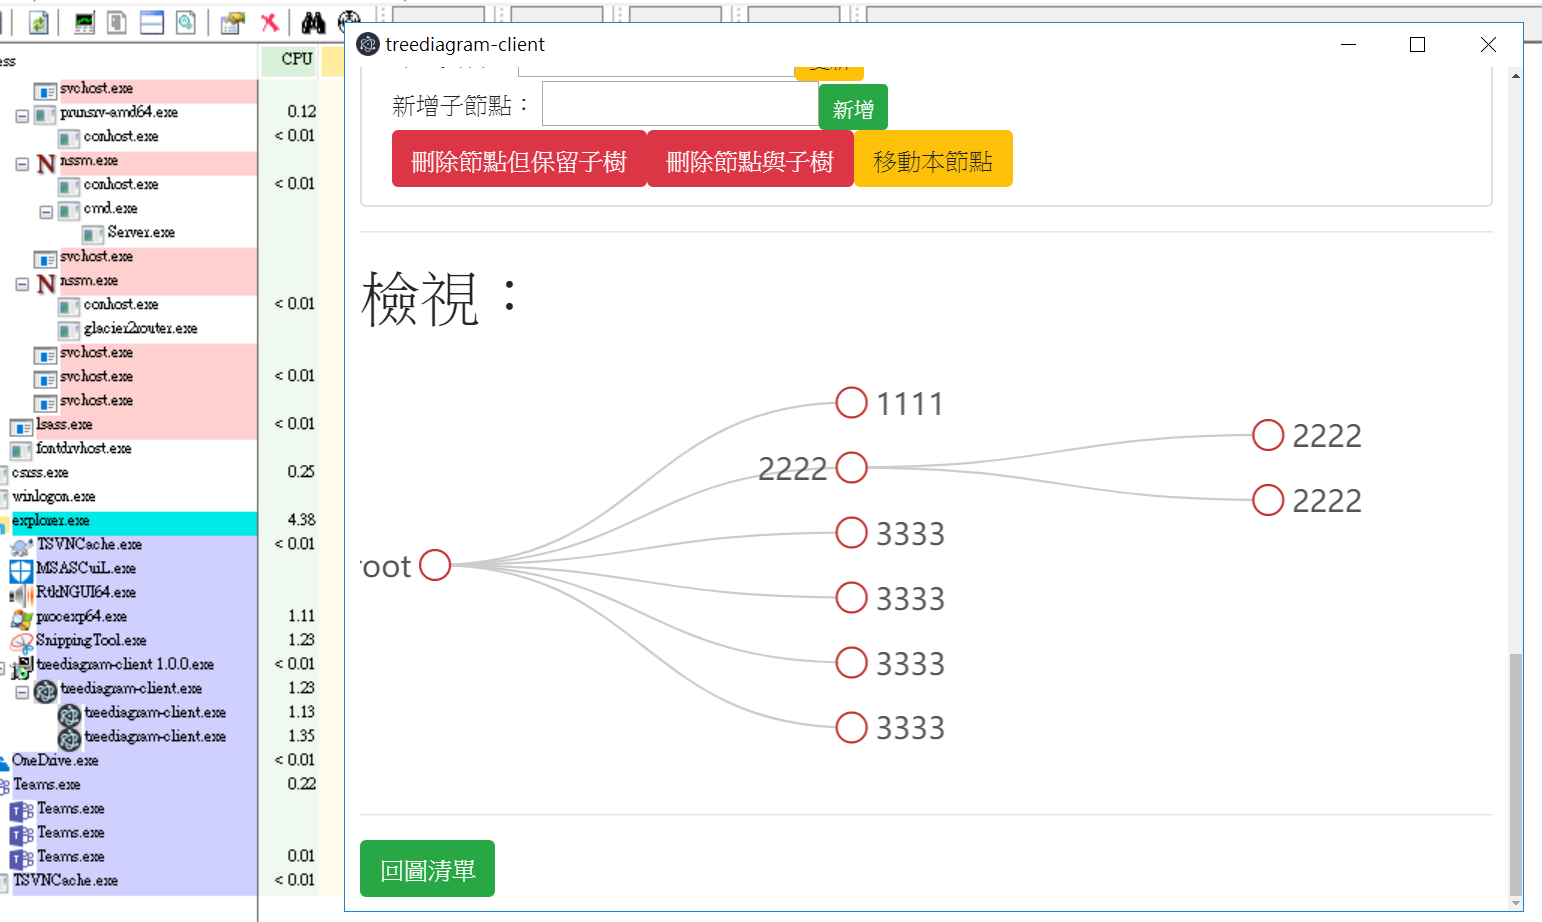 CPU
svchost.exe
prunsrv-amd64.exe 0.12
conhost.exe < 0.01
nssm.exe
conhost.exe < 0.01
cmd.exe
Server.exe
svchost.exe
nssm.exe
conhost.exe < 0.01
glacier2router.exe
svchost.exe
svchost.exe < 0.01
svchost.exe
lsass.exe < 0.01
fontdrvhost.exe
csrss.exe 0.25
winlogon.exe
explorer.exe 4.38
TSVNCache.exe < 0.01
MSASCuiL.exe
RtkNGUI64.exe
procexp64.exe 1.11
SnippingTool.exe 1.23
treediagram-client 1.0.0.exe < 0.01
treediagram-client.exe 1.23
treediagram-client.exe 1.13
treediagram-client.exe 1.35
OneDrive.exe < 0.01
Teams.exe 0.22
Teams.exe
Teams.exe
Teams.exe 0.01
TSVNCache.exe < 0.01
treediagram-client
新增子節點：
新增
刪除節點但保留子樹 刪除節點與子樹 移動本節點
檢視：
1111
2222
2222
2222
3333
root
3333
3333
3333
回圖清單